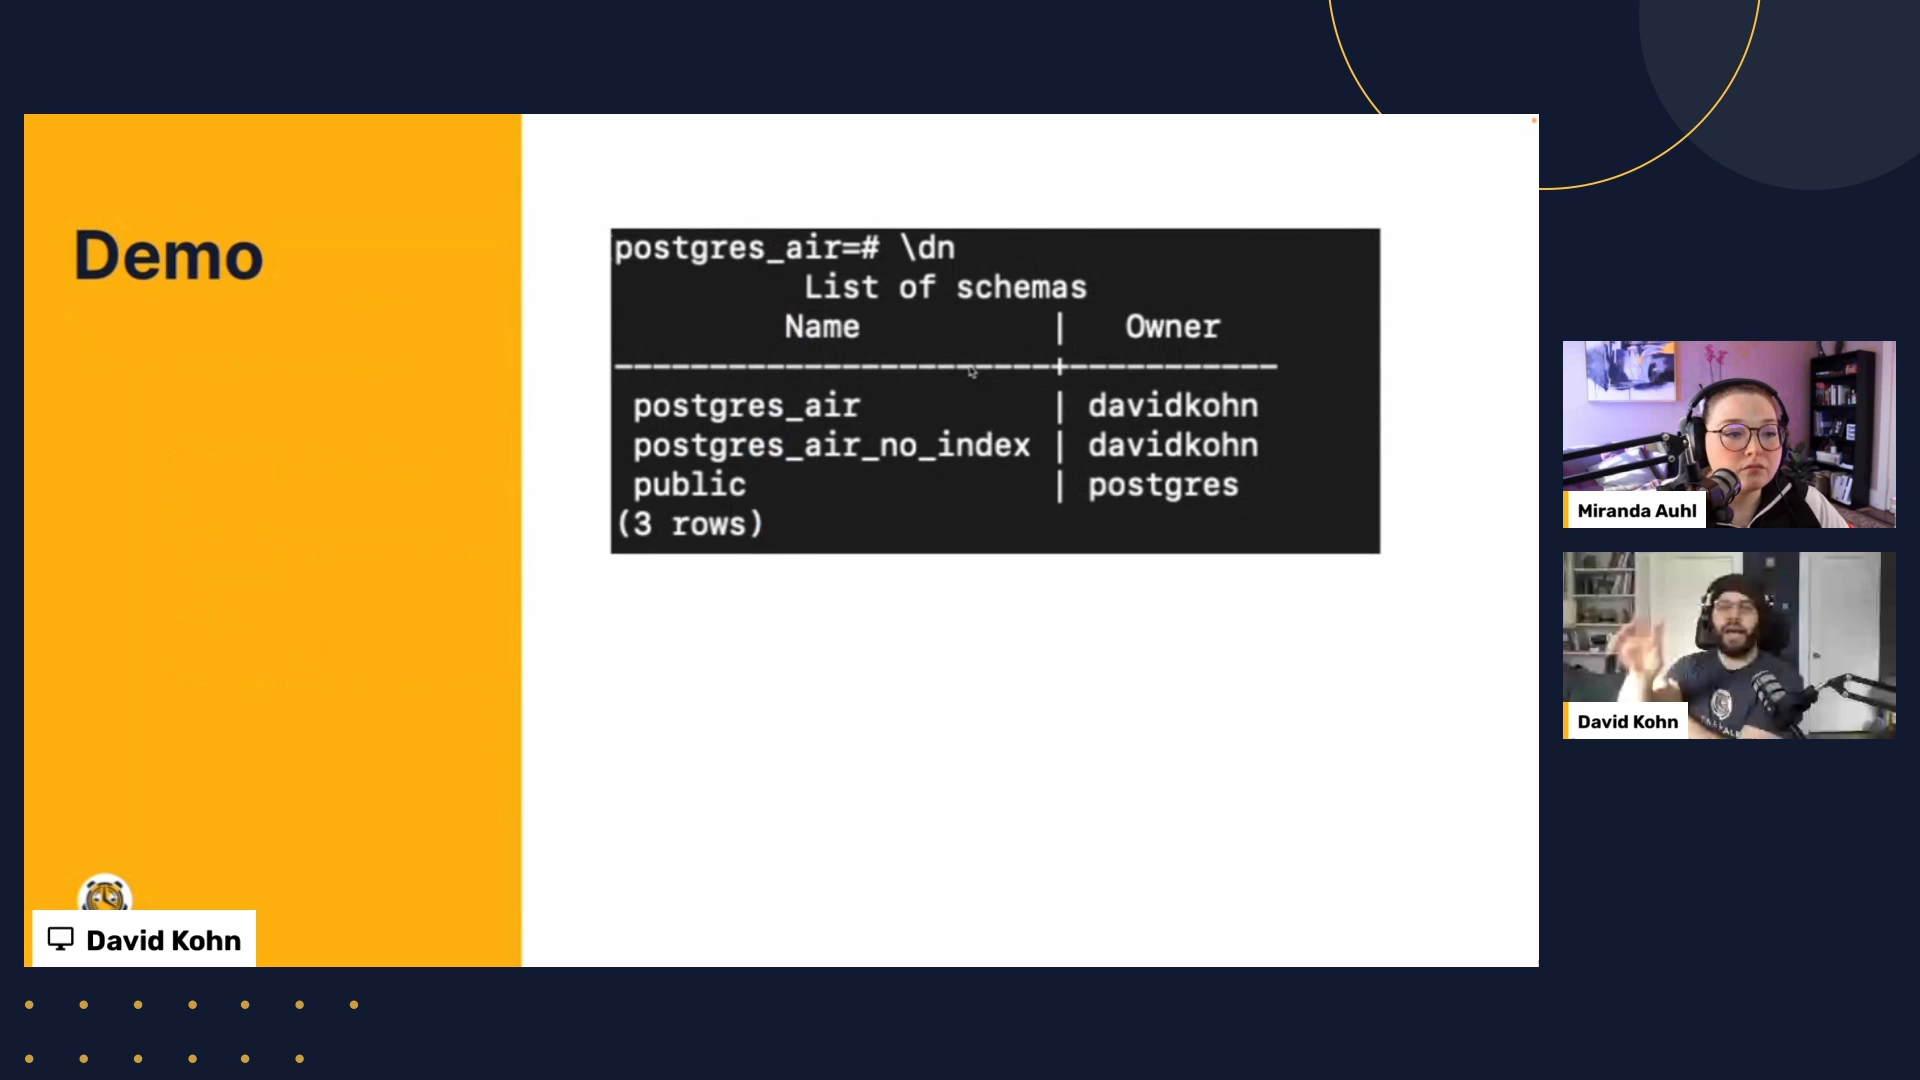 Demo
postgres_air=# \dn
List of schemas
Name | Owner
-----------------------+-----------
postgres_air | davidkohn
postgres_air_no_index | davidkohn
public | postgres
(3 rows)
Miranda Auhl
David Kohn
David Kohn